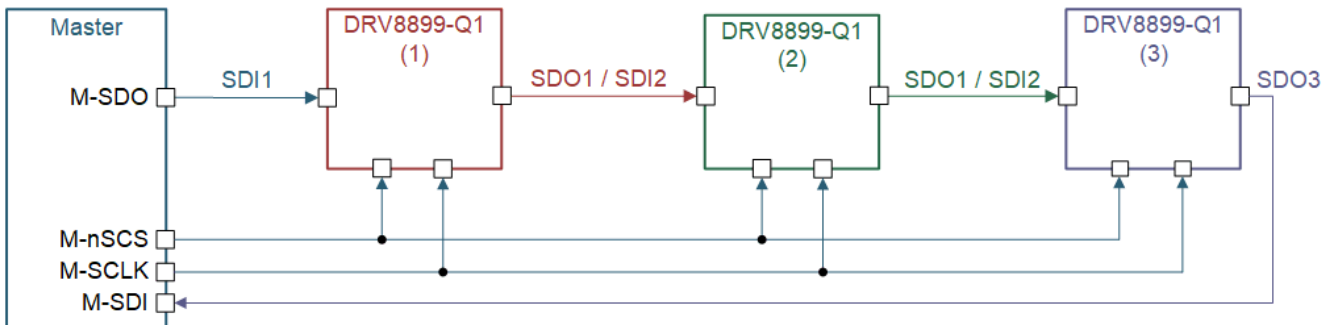 Master
DRV8899-Q1
(1)
DRV8899-Q1
(2)
DRV8899-Q1
(3)
M-SDO
SDI1
SDO1 / SDI2
SDO1 / SDI2
SDO3
M-nSCS
M-SCLK
M-SDI